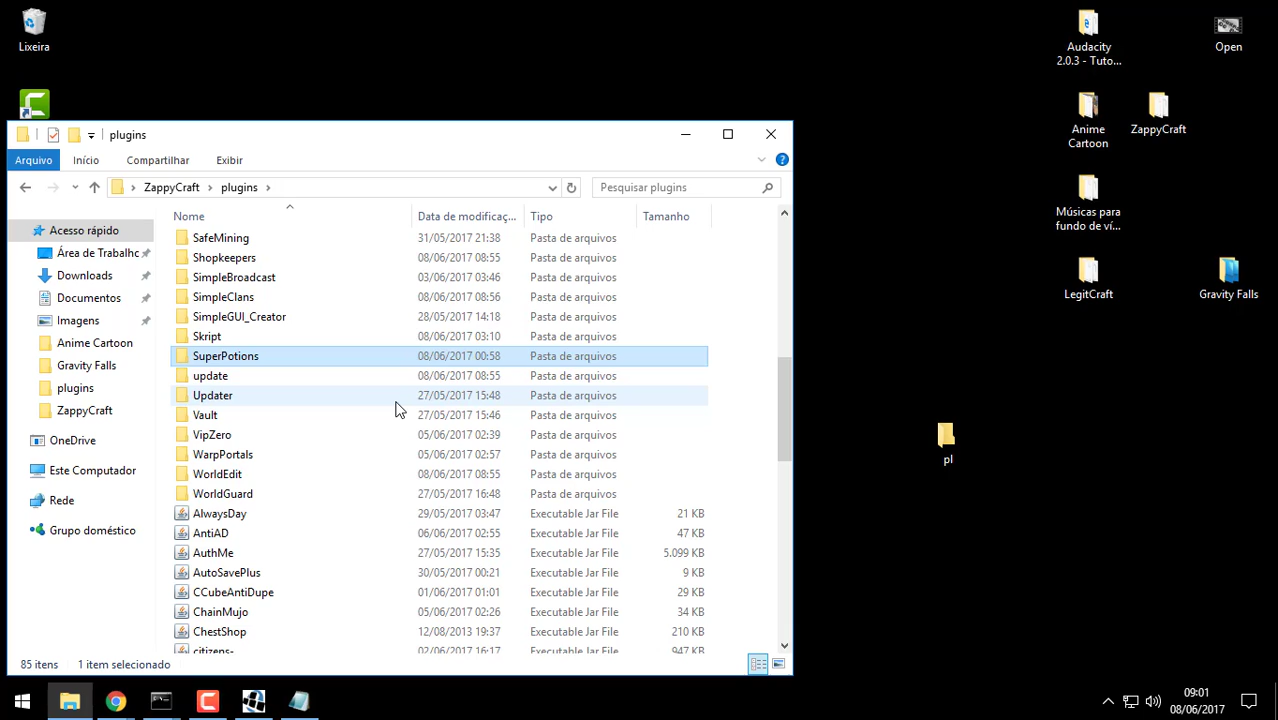 Lixeira
Audacity
2.0.3 - Tuto...
Open
Anime
Cartoon
ZappyCraft
Músicas para
fundo de ví...
LegitCraft
Gravity Falls
pl
plugins
Arquivo Início Compartilhar Exibir
ZappyCraft plugins Pesquisar plugins
Nome Data de modificaç... Tipo Tamanho
Acesso rápido
Área de Trabalhc
Downloads
Documentos
Imagens
Anime Cartoon
Gravity Falls
plugins
ZappyCraft
OneDrive
Este Computador
Rede
Grupo doméstico
SafeMining 31/05/2017 21:38 Pasta de arquivos
Shopkeepers 08/06/2017 08:55 Pasta de arquivos
SimpleBroadcast 03/06/2017 03:46 Pasta de arquivos
SimpleClans 08/06/2017 08:56 Pasta de arquivos
SimpleGUI_Creator 28/05/2017 14:18 Pasta de arquivos
Skript 08/06/2017 03:10 Pasta de arquivos
SuperPotions 08/06/2017 00:58 Pasta de arquivos
update 08/06/2017 08:55 Pasta de arquivos
Updater 27/05/2017 15:48 Pasta de arquivos
Vault 27/05/2017 15:46 Pasta de arquivos
VipZero 05/06/2017 02:39 Pasta de arquivos
WarpPortals 05/06/2017 02:57 Pasta de arquivos
WorldEdit 08/06/2017 08:55 Pasta de arquivos
WorldGuard 27/05/2017 16:48 Pasta de arquivos
AlwaysDay 29/05/2017 03:47 Executable Jar File 21 KB
AntiAD 06/06/2017 02:55 Executable Jar File 47 KB
AuthMe 27/05/2017 15:35 Executable Jar File 5.099 KB
AutoSavePlus 30/05/2017 00:21 Executable Jar File 9 KB
CCubeAntiDupe 01/06/2017 01:01 Executable Jar File 29 KB
ChainMujo 05/06/2017 02:26 Executable Jar File 34 KB
ChestShop 12/08/2013 19:37 Executable Jar File 210 KB
citizens- 02/06/2017 16:17 Executable Jar File 947 KB
85 itens 1 item selecionado
09:01
08/06/2017